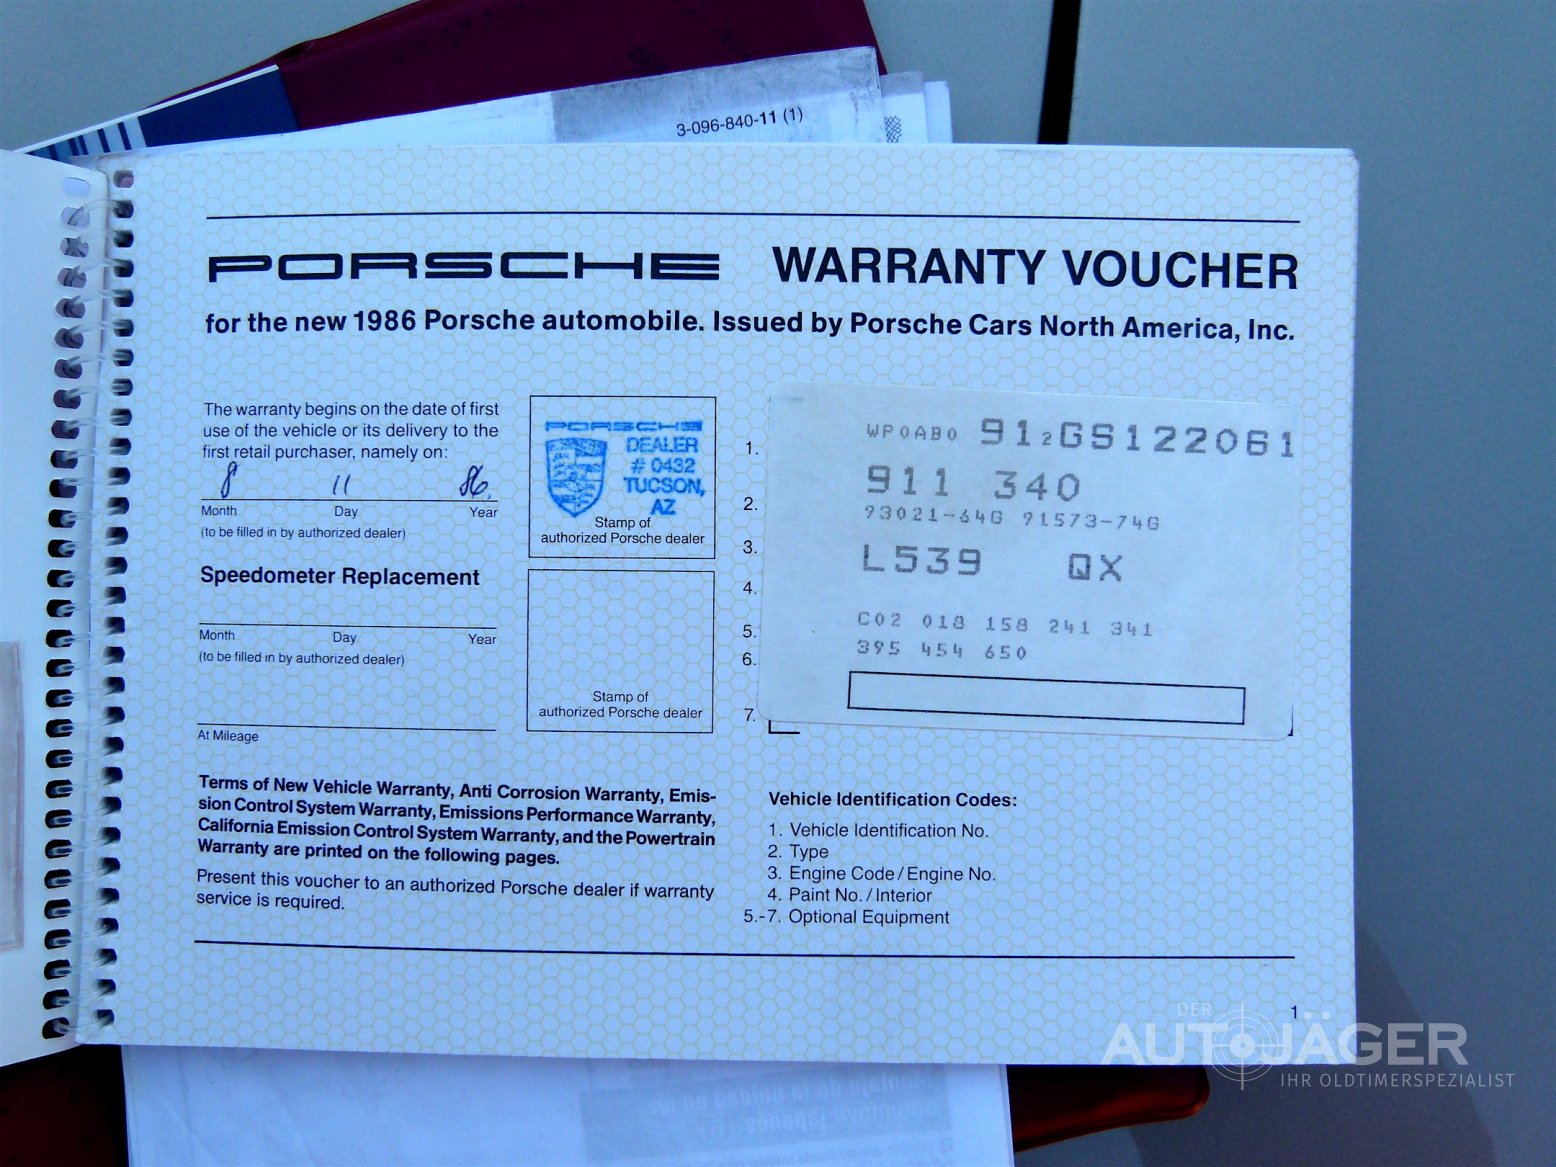 3-096-840-11 (1)
PORSCHE WARRANTY VOUCHER
for the new 1986 Porsche automobile. Issued by Porsche Cars North America, Inc.
The warranty begins on the date of first
use of the vehicle or its delivery to the
first retail purchaser, namely on:
8 11 86.
Month Day Year
(to be filled in by authorized dealer)
Speedometer Replacement
Month Day Year
(to be filled in by authorized dealer)
At Mileage
PORSCHE
DEALER
# 0432
TUCSON,
AZ
Stamp of
authorized Porsche dealer
Stamp of
authorized Porsche dealer
1. WP0AB0 912GS122061
2. 911 340
3. 93021-64G 91573-74G
4. L539 QX
5. C02 018 158 241 341
6. 395 454 650
7.
Terms of New Vehicle Warranty, Anti Corrosion Warranty, Emis-
sion Control System Warranty, Emissions Performance Warranty,
California Emission Control System Warranty, and the Powertrain
Warranty are printed on the following pages.
Present this voucher to an authorized Porsche dealer if warranty
service is required.
Vehicle Identification Codes:
1. Vehicle Identification No.
2. Type
3. Engine Code / Engine No.
4. Paint No. / Interior
5.-7. Optional Equipment
1
DER
AUTOJÄGER
IHR OLDTIMERSPEZIALIST